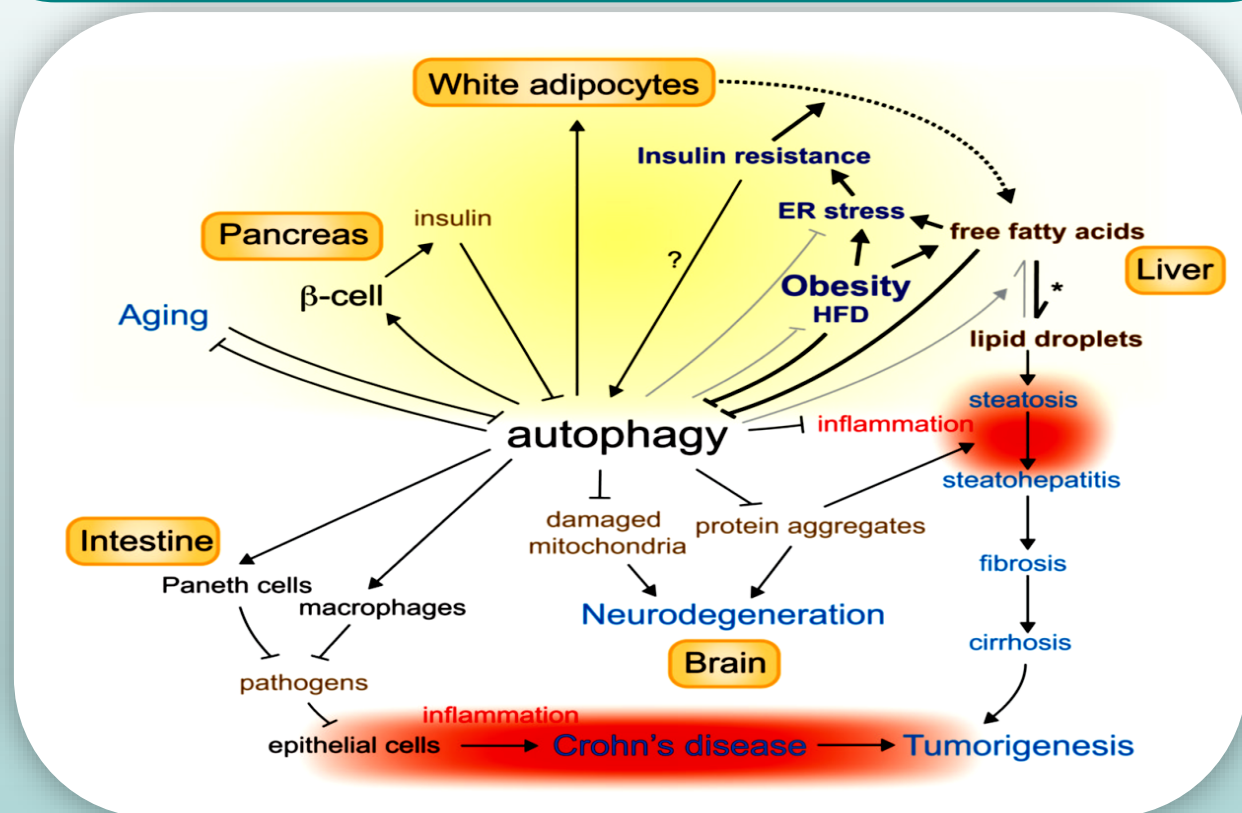 White adipocytes
Insulin resistance
ER stress
insulin
Pancreas
free fatty acids
?
Liver
β-cell
Obesity
HFD
*
Aging
lipid droplets
steatosis
inflammation
autophagy
steatohepatitis
damaged
mitochondria
protein aggregates
Intestine
fibrosis
Paneth cells
macrophages
Neurodegeneration
cirrhosis
Brain
pathogens
inflammation
epithelial cells
Crohn's disease
Tumorigenesis